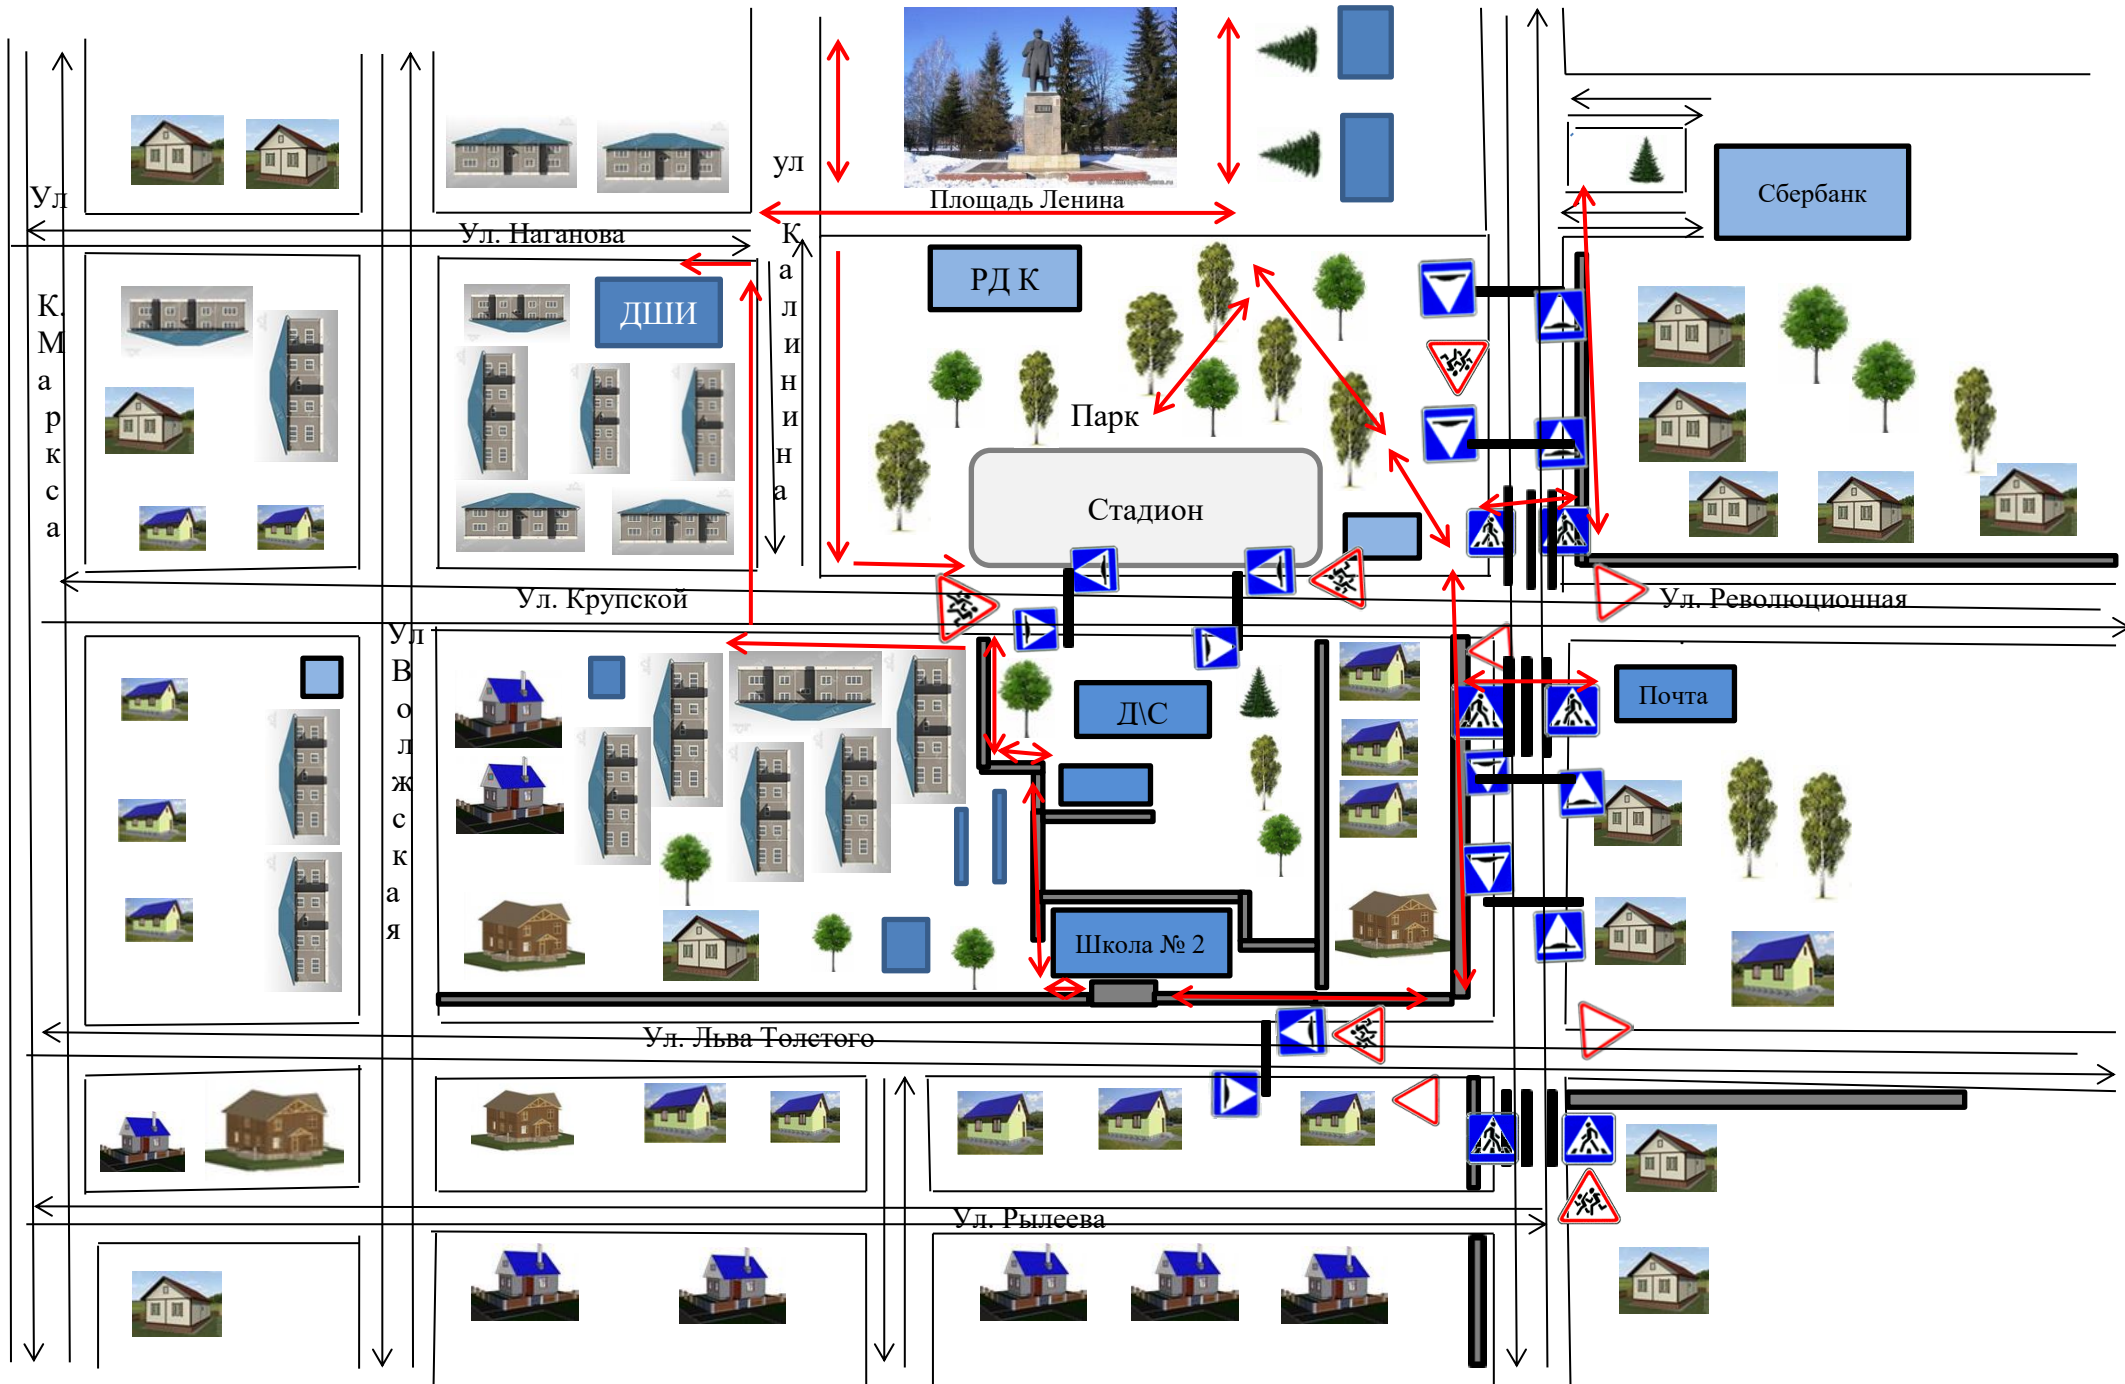 Площадь Ленина
Сбербанк
Ул. Наганова
Ул
К. Маркса
ул
Калинина
ДШИ
РД К
Парк
Стадион
Ул. Крупской
Ул. Революционная
Ул
Волжская
Д\С
Почта
Школа № 2
Ул. Льва Толстого
Ул. Рылеева